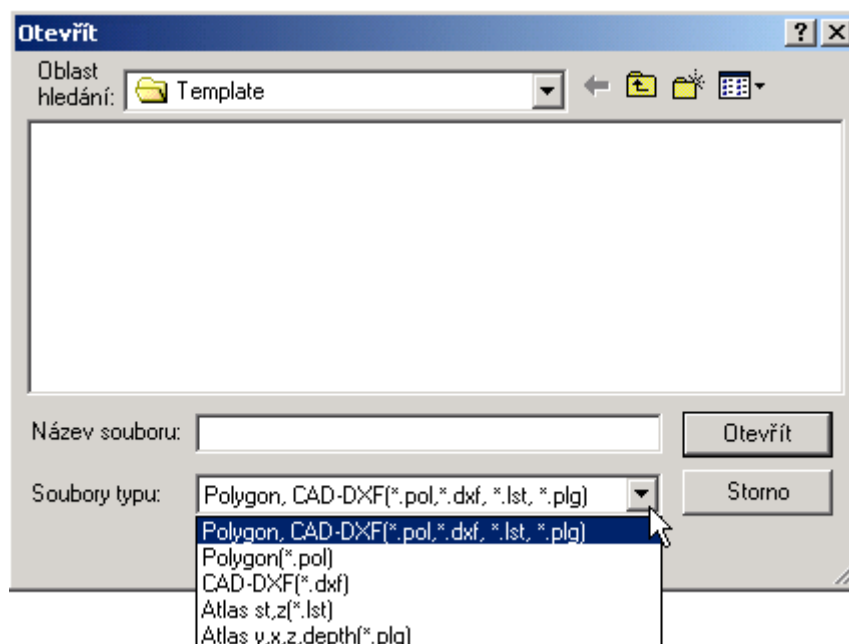 Otevřít
Oblast
hledání:
Template
Název souboru:
Otevřít
Soubory typu:
Polygon, CAD-DXF(*.pol,*.dxf, *.lst, *.plg)
Storno
Polygon, CAD-DXF(*.pol,*.dxf, *.lst, *.plg)
Polygon(*.pol)
CAD-DXF(*.dxf)
Atlas st,z(*.lst)
Atlas y,x,z,depth(*.plg)